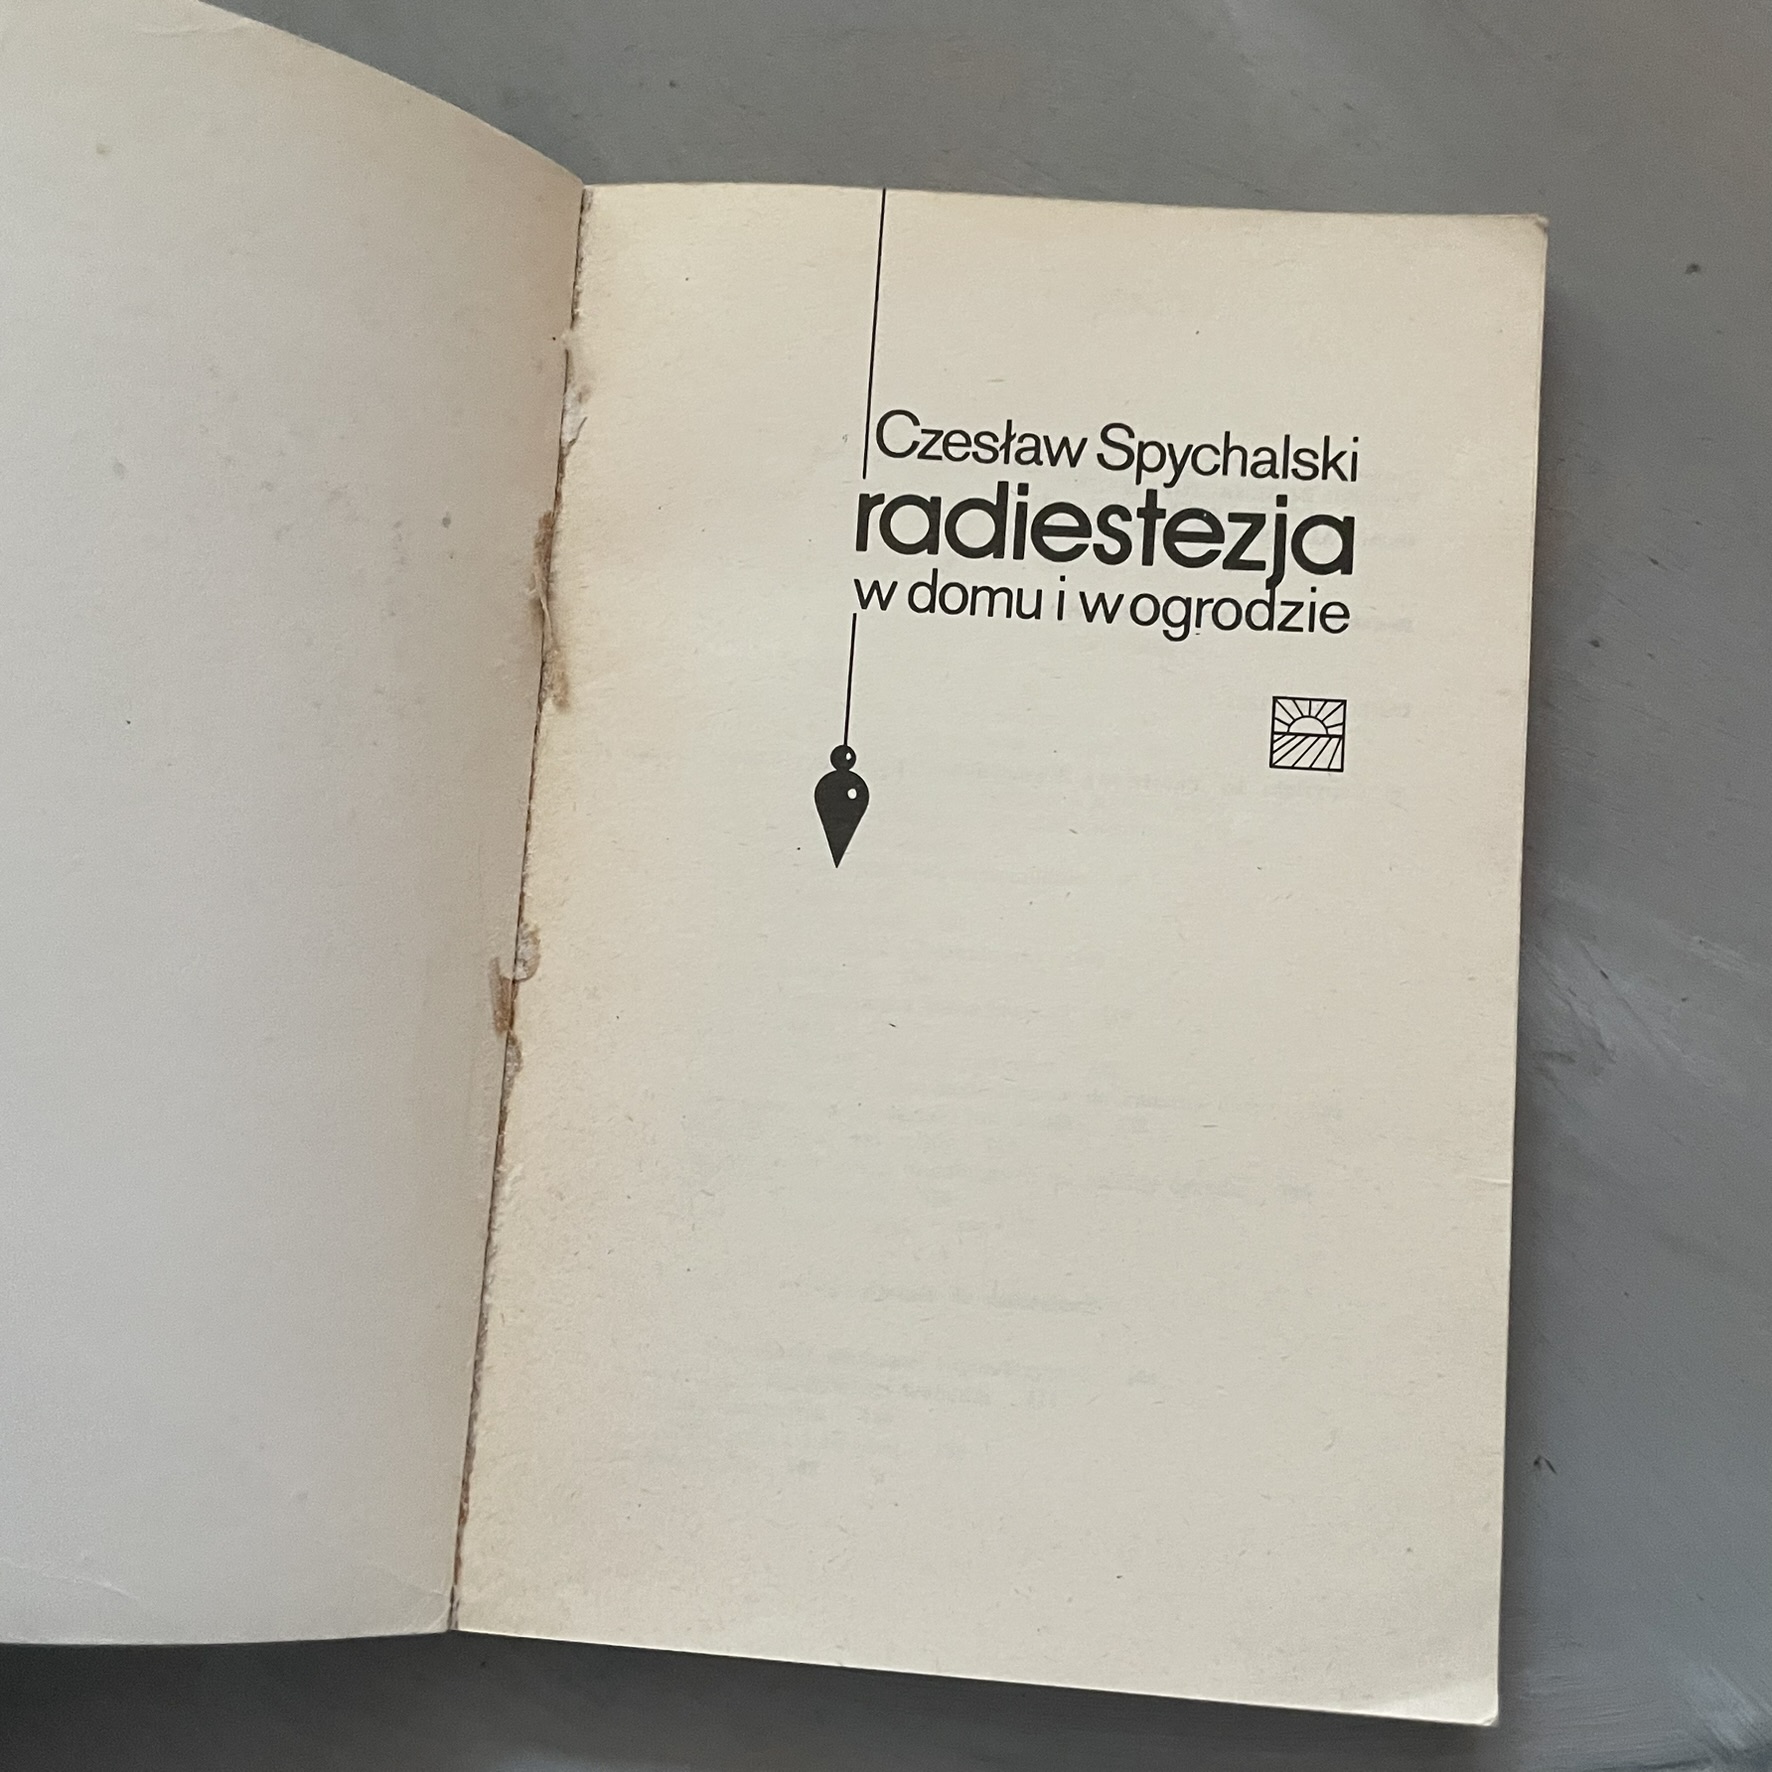 Czesław Spychalski
radiestezja
w domu i w ogrodzie